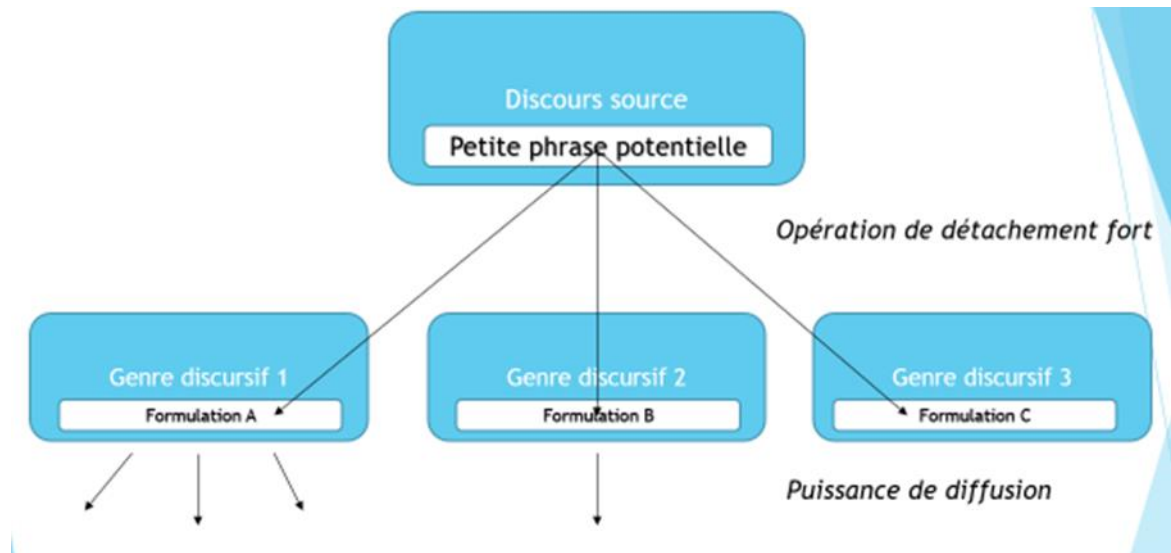 Discours source
Petite phrase potentielle
Opération de détachement fort
Genre discursif 1
Formulation A
Genre discursif 2
Formulation B
Genre discursif 3
Formulation C
Puissance de diffusion